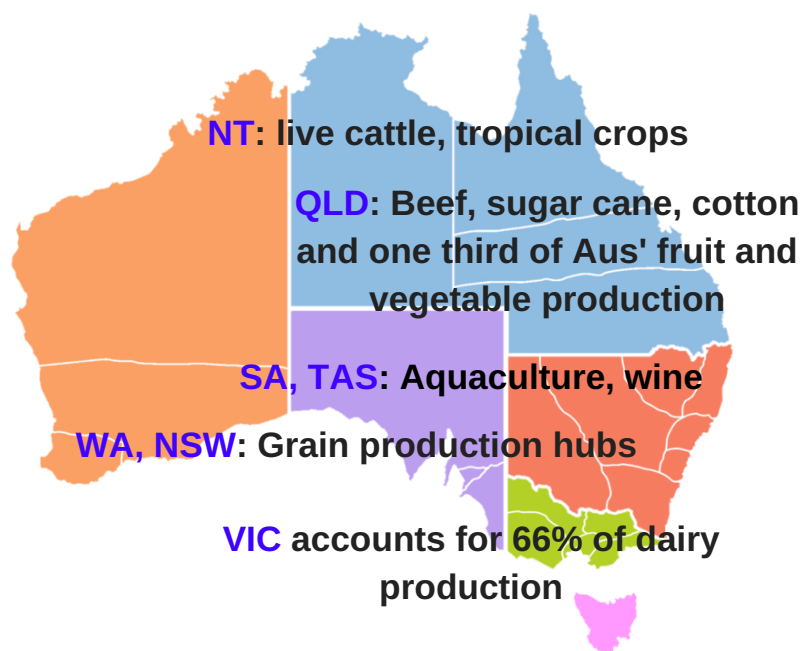 NT: live cattle, tropical crops
QLD: Beef, sugar cane, cotton
and one third of Aus' fruit and
vegetable production
SA, TAS: Aquaculture, wine
WA, NSW: Grain production hubs
VIC accounts for 66% of dairy
production